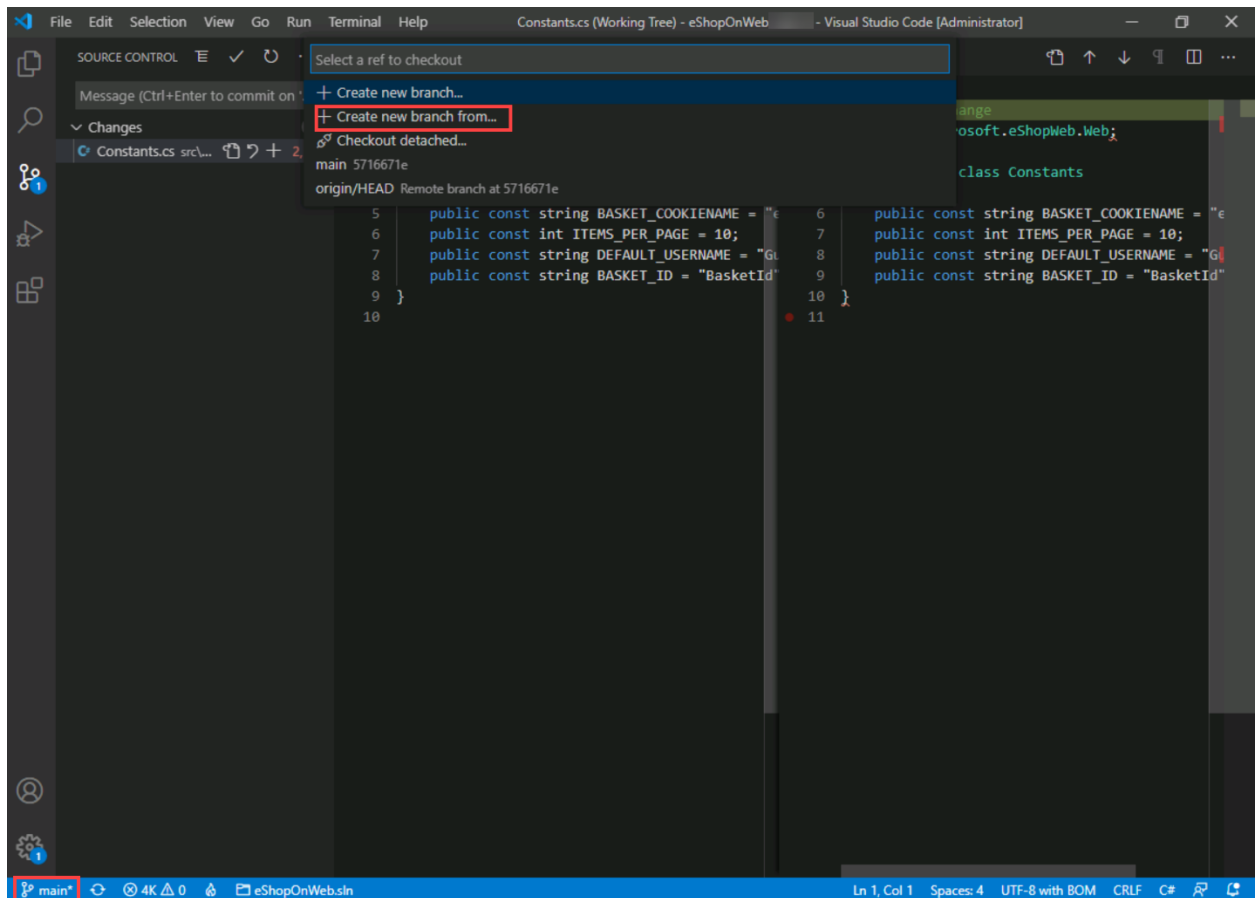 File Edit Selection View Go Run Terminal Help Constants.cs (Working Tree) - eShopOnWeb - Visual Studio Code [Administrator]
SOURCE CONTROL
Select a ref to checkout
Message (Ctrl+Enter to commit on '
+ Create new branch...
+ Create new branch from...
Changes
Checkout detached...
Constants.cs src\... 2,
main 5716671e
origin/HEAD Remote branch at 5716671e
ange
osoft.eShopWeb.Web;
class Constants
5 public const string BASKET_COOKIENAME = "e
6 public const int ITEMS_PER_PAGE = 10;
7 public const string DEFAULT_USERNAME = "Gu
8 public const string BASKET_ID = "BasketId"
9 }
10
6 public const string BASKET_COOKIENAME = "e
7 public const int ITEMS_PER_PAGE = 10;
8 public const string DEFAULT_USERNAME = "Gu
9 public const string BASKET_ID = "BasketId"
10 }
11
1
1
main* 4K 0 eShopOnWeb.sln Ln 1, Col 1 Spaces: 4 UTF-8 with BOM CRLF C#